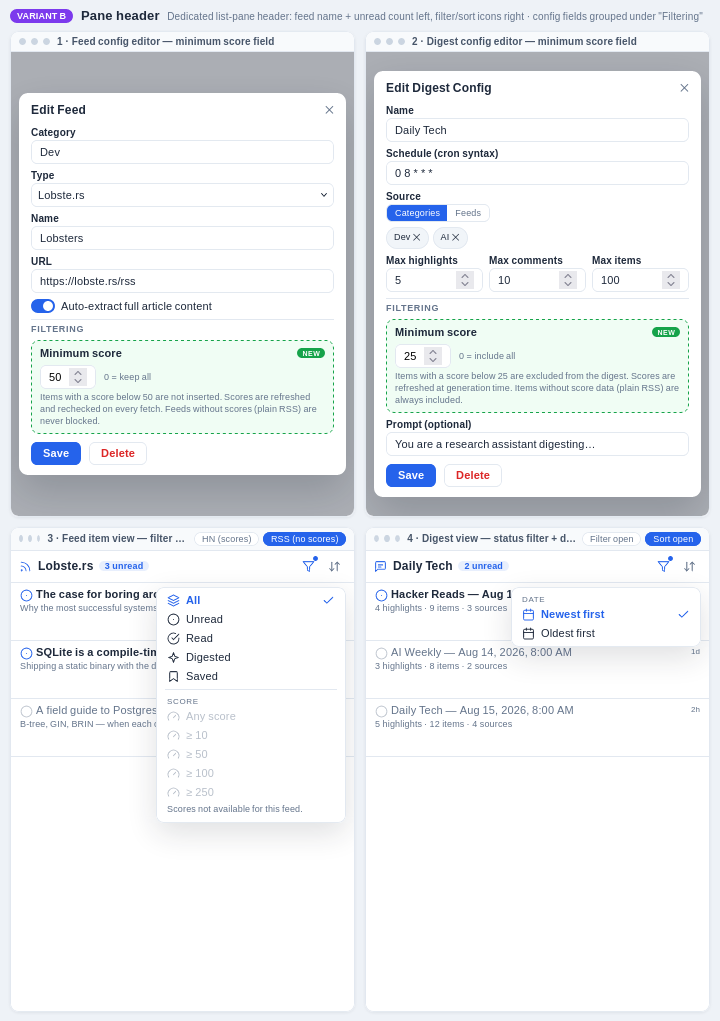 VARIANT B Pane header Dedicated list-pane header: feed name + unread count left, filter/sort icons right · config fields grouped under "Filtering"
1 · Feed config editor — minimum score field
Edit Feed
Category
Dev
Type
Lobste.rs
Name
Lobsters
URL
https://lobste.rs/rss
Auto-extract full article content
FILTERING
Minimum score NEW
50 0 = keep all
Items with a score below 50 are not inserted. Scores are refreshed
and rechecked on every fetch. Feeds without scores (plain RSS) are
never blocked.
Save Delete
2 · Digest config editor — minimum score field
Edit Digest Config
Name
Daily Tech
Schedule (cron syntax)
0 8 * * *
Source
Categories Feeds
Dev AI
Max highlights Max comments Max items
5 10 100
FILTERING
Minimum score NEW
25 0 = include all
Items with a score below 25 are excluded from the digest. Scores are
refreshed at generation time. Items without score data (plain RSS) are
always included.
Prompt (optional)
You are a research assistant digesting…
Save Delete
3 · Feed item view — filter ... HN (scores) RSS (no scores)
Lobste.rs 3 unread
The case for boring
Why the most successful systems
SQLite is a
Shipping a static binary with the
A field guide to Postgres
B-tree, GIN, BRIN — when each
All
Unread
Read
Digested
Saved
SCORE
Any score
≥ 10
≥ 50
≥ 100
≥ 250
Scores not available for this feed.
4 · Digest view — status filter + d... Filter open Sort open
Daily Tech 2 unread
Hacker Reads — Aug 1
4 highlights · 9 items · 3 sources
DATE
Newest first
Oldest first
AI Weekly — Aug 14, 2026, 8:00 AM 1d
3 highlights · 8 items · 2 sources
Daily Tech — Aug 15, 2026, 8:00 AM 2h
5 highlights · 12 items · 4 sources